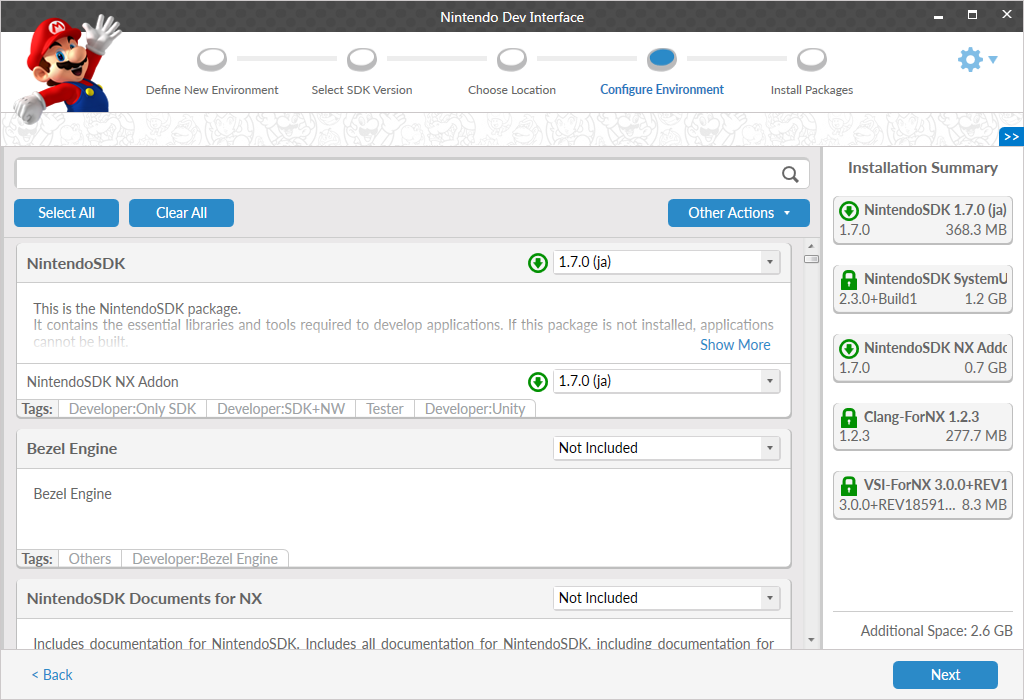 Nintendo Dev Interface
Define New Environment
Select SDK Version
Choose Location
Configure Environment
Install Packages
>>
Select All
Clear All
Other Actions
NintendoSDK
1.7.0 (ja)
This is the NintendoSDK package.
It contains the essential libraries and tools required to develop applications. If this package is not installed, applications
cannot be built.
Show More
NintendoSDK NX Addon
1.7.0 (ja)
Tags: Developer:Only SDK Developer:SDK+NW Tester Developer:Unity
Bezel Engine
Not Included
Bezel Engine
Tags: Others Developer:Bezel Engine
NintendoSDK Documents for NX
Not Included
Includes documentation for NintendoSDK. Includes all documentation for NintendoSDK, including documentation for
Installation Summary
NintendoSDK 1.7.0 (ja)
1.7.0 368.3 MB
NintendoSDK SystemU
2.3.0+Build1 1.2 GB
NintendoSDK NX Addo
1.7.0 0.7 GB
Clang-ForNX 1.2.3
1.2.3 277.7 MB
VSI-ForNX 3.0.0+REV1
3.0.0+REV18591... 8.3 MB
Additional Space: 2.6 GB
< Back
Next